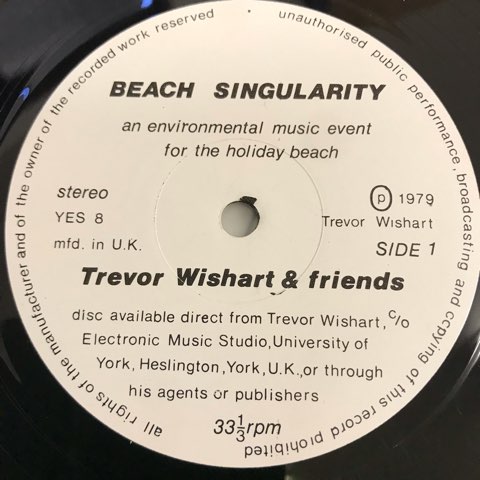 all rights of the manufacturer and of the owner of the recorded work reserved
unauthorised public performance, broadcasting and copying of this record prohibited
BEACH SINGULARITY
an environmental music event
for the holiday beach
stereo
YES 8
mfd. in U.K.
℗ 1979
Trevor Wishart
SIDE 1
Trevor Wishart & friends
disc available direct from Trevor Wishart, c/o
Electronic Music Studio, University of
York, Heslington, York, U.K., or through
his agents or publishers
33⅓rpm